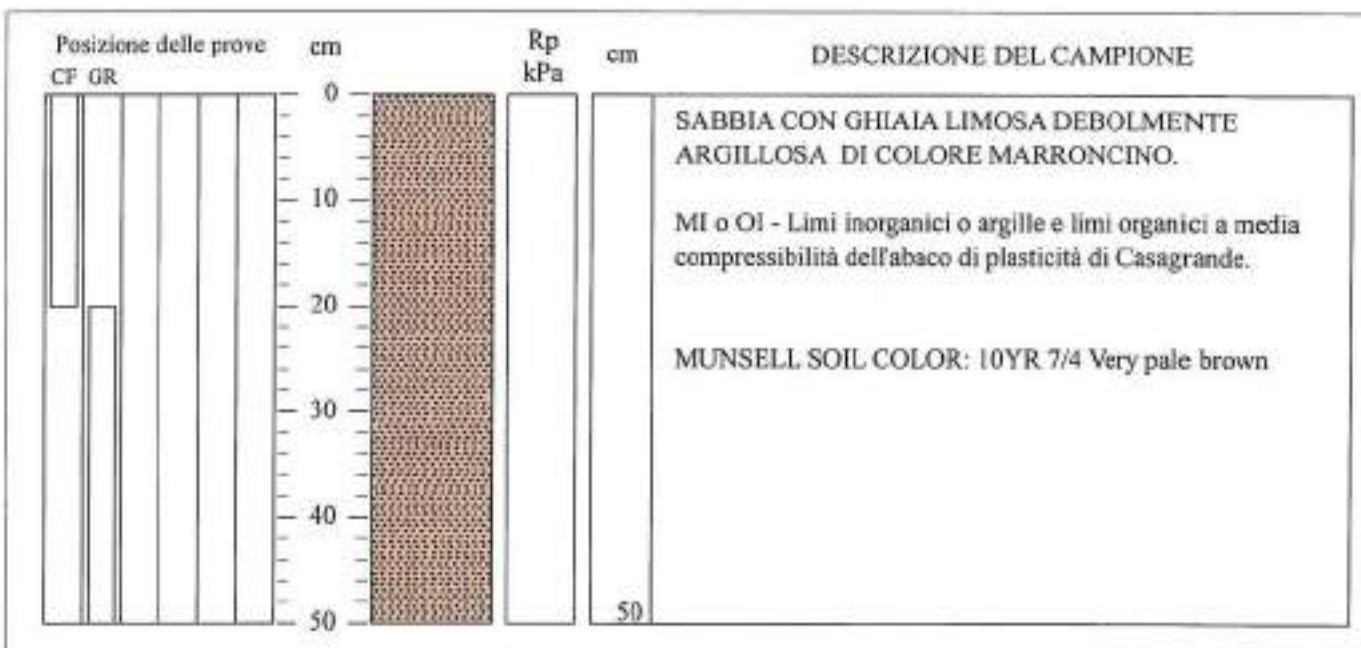 Posizione delle prove
CF GR
cm
Rp
kPa
cm
DESCRIZIONE DEL CAMPIONE
0
10
20
30
40
50
50
SABBIA CON GHIAIA LIMOSA DEBOLMENTE
ARGILLOSA DI COLORE MARRONCINO.
MI o OI - Limi inorganici o argille e limi organici a media
compressibilità dell'abaco di plasticità di Casagrande.
MUNSELL SOIL COLOR: 10YR 7/4 Very pale brown